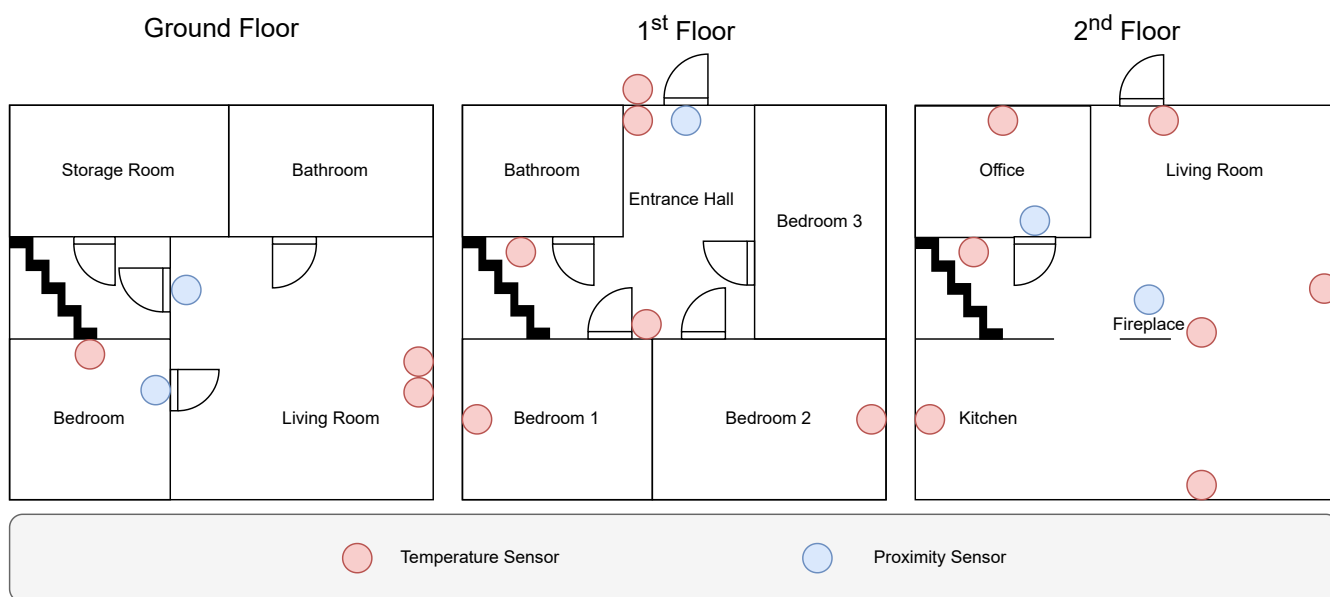 Ground Floor
1st Floor
2nd Floor
Storage Room
Bathroom
Bedroom
Living Room
Bathroom
Entrance Hall
Bedroom 3
Bedroom 1
Bedroom 2
Office
Living Room
Fireplace
Kitchen
Temperature Sensor
Proximity Sensor